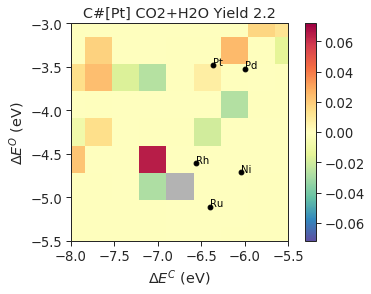 C#[Pt] CO2+H2O Yield 2.2
−3.0
−3.5
−4.0
−4.5
−5.0
−5.5
ΔE^O (eV)
Pt
Pd
Rh
Ni
Ru
−8.0 −7.5 −7.0 −6.5 −6.0 −5.5
ΔE^C (eV)
0.06
0.04
0.02
0.00
−0.02
−0.04
−0.06